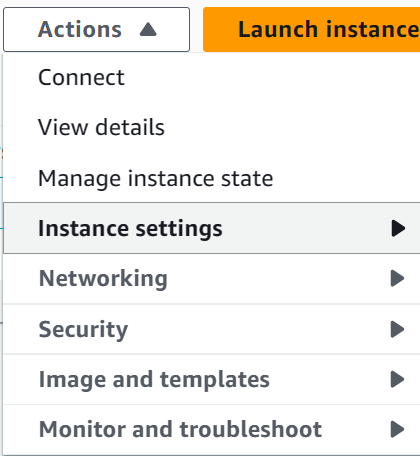 Actions
Launch instance
Connect
View details
Manage instance state
Instance settings
Networking
Security
Image and templates
Monitor and troubleshoot